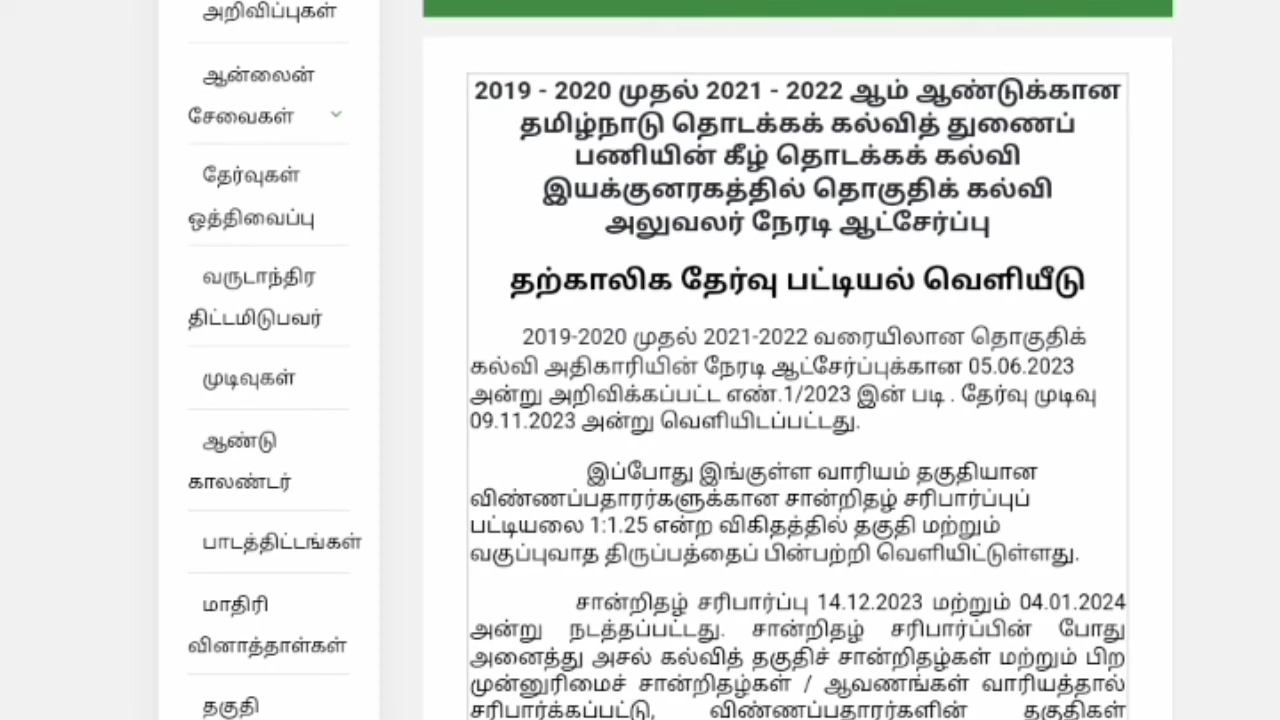 அறிவிப்புகள்
ஆன்லைன்
சேவைகள்
தேர்வுகள்
ஒத்திவைப்பு
வருடாந்திர
திட்டமிடுபவர்
முடிவுகள்
ஆண்டு
காலண்டர்
பாடத்திட்டங்கள்
மாதிரி
வினாத்தாள்கள்
தகுதி
2019 - 2020 முதல் 2021 - 2022 ஆம் ஆண்டுக்கான
தமிழ்நாடு தொடக்கக் கல்வித் துணைப்
பணியின் கீழ் தொடக்கக் கல்வி
இயக்குனரகத்தில் தொகுதிக் கல்வி
அலுவலர் நேரடி ஆட்சேர்ப்பு
தற்காலிக தேர்வு பட்டியல் வெளியீடு
2019-2020 முதல் 2021-2022 வரையிலான தொகுதிக்
கல்வி அதிகாரியின் நேரடி ஆட்சேர்ப்புக்கான 05.06.2023
அன்று அறிவிக்கப்பட்ட எண்.1/2023 இன் படி . தேர்வு முடிவு
09.11.2023 அன்று வெளியிடப்பட்டது.
இப்போது இங்குள்ள வாரியம் தகுதியான
விண்ணப்பதாரர்களுக்கான சான்றிதழ் சரிபார்ப்புப்
பட்டியலை 1:1.25 என்ற விகிதத்தில் தகுதி மற்றும்
வகுப்புவாத திருப்பத்தைப் பின்பற்றி வெளியிட்டுள்ளது.
சான்றிதழ் சரிபார்ப்பு 14.12.2023 மற்றும் 04.01.2024
அன்று நடத்தப்பட்டது. சான்றிதழ் சரிபார்ப்பின் போது
அனைத்து அசல் கல்வித் தகுதிச் சான்றிதழ்கள் மற்றும் பிற
முன்னுரிமைச் சான்றிதழ்கள் / ஆவணங்கள் வாரியத்தால்
சரிபார்க்கப்பட்டு, விண்ணப்பதாரர்களின் தகுதிகள்